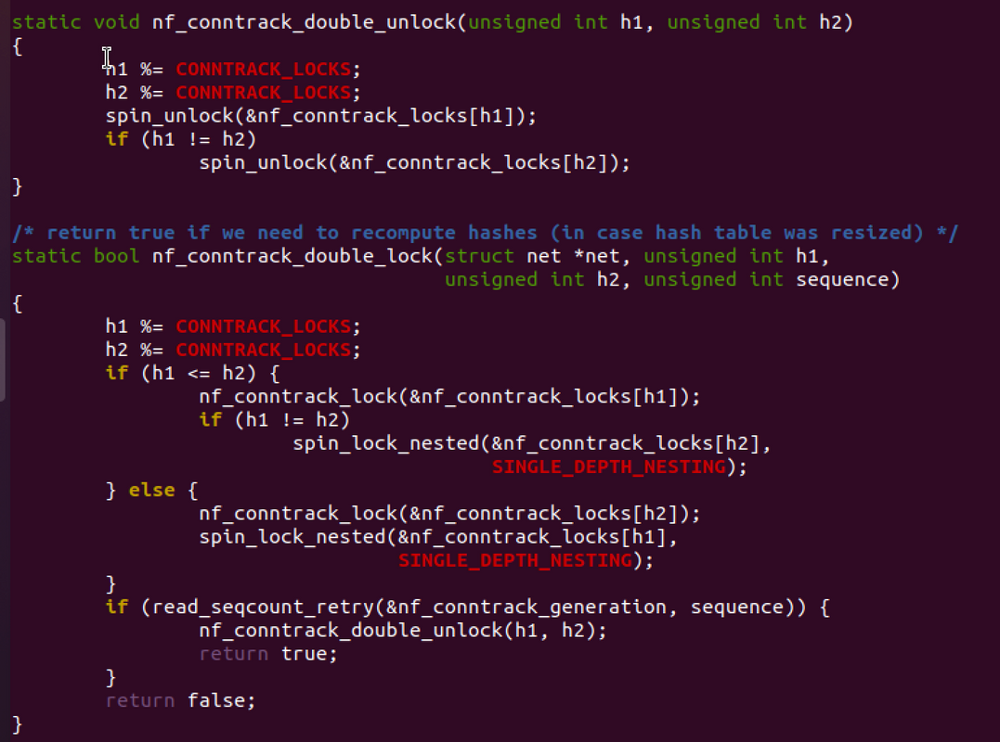 static void nf_conntrack_double_unlock(unsigned int h1, unsigned int h2)
{
        h1 %= CONNTRACK_LOCKS;
        h2 %= CONNTRACK_LOCKS;
        spin_unlock(&nf_conntrack_locks[h1]);
        if (h1 != h2)
                spin_unlock(&nf_conntrack_locks[h2]);
}

/* return true if we need to recompute hashes (in case hash table was resized) */
static bool nf_conntrack_double_lock(struct net *net, unsigned int h1,
                                     unsigned int h2, unsigned int sequence)
{
        h1 %= CONNTRACK_LOCKS;
        h2 %= CONNTRACK_LOCKS;
        if (h1 <= h2) {
                nf_conntrack_lock(&nf_conntrack_locks[h1]);
                if (h1 != h2)
                        spin_lock_nested(&nf_conntrack_locks[h2],
                                         SINGLE_DEPTH_NESTING);
        } else {
                nf_conntrack_lock(&nf_conntrack_locks[h2]);
                spin_lock_nested(&nf_conntrack_locks[h1],
                                 SINGLE_DEPTH_NESTING);
        }
        if (read_seqcount_retry(&nf_conntrack_generation, sequence)) {
                nf_conntrack_double_unlock(h1, h2);
                return true;
        }
        return false;
}